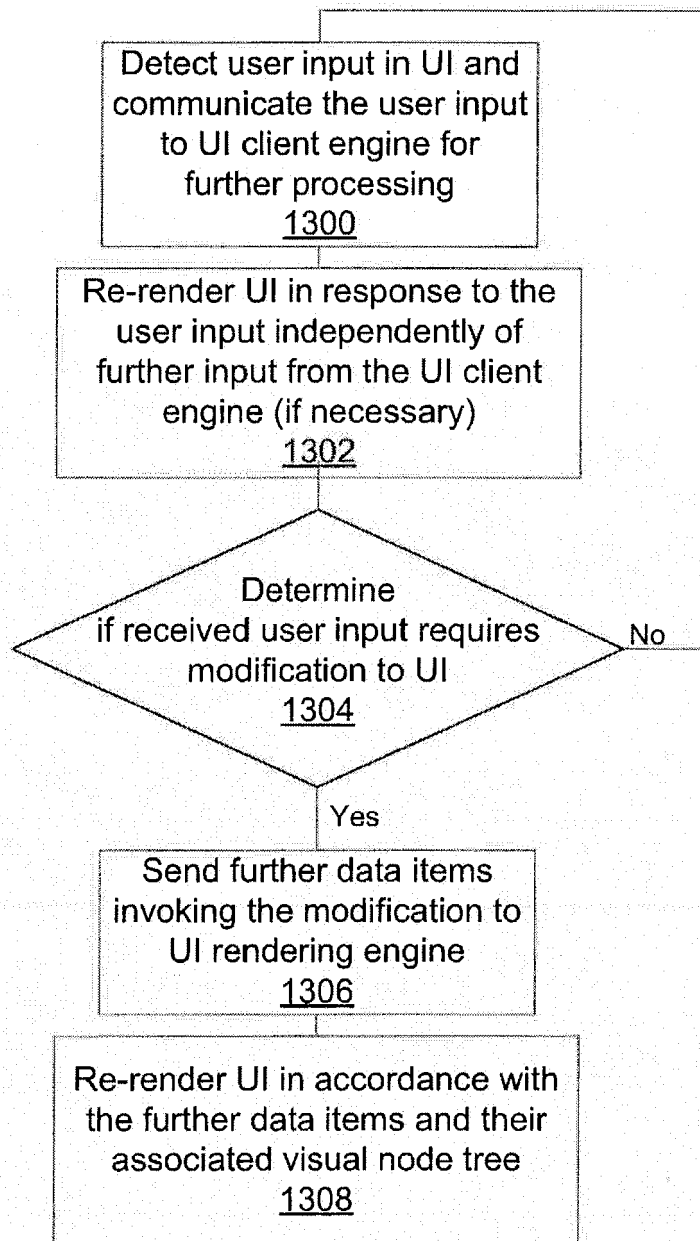 Detect user input in UI and
communicate the user input
to UI client engine for
further processing
1300
Re-render UI in response to the
user input independently of
further input from the UI client
engine (if necessary)
1302
Determine
if received user input requires
modification to UI
1304
No
Yes
Send further data items
invoking the modification to
UI rendering engine
1306
Re-render UI in accordance with
the further data items and their
associated visual node tree
1308